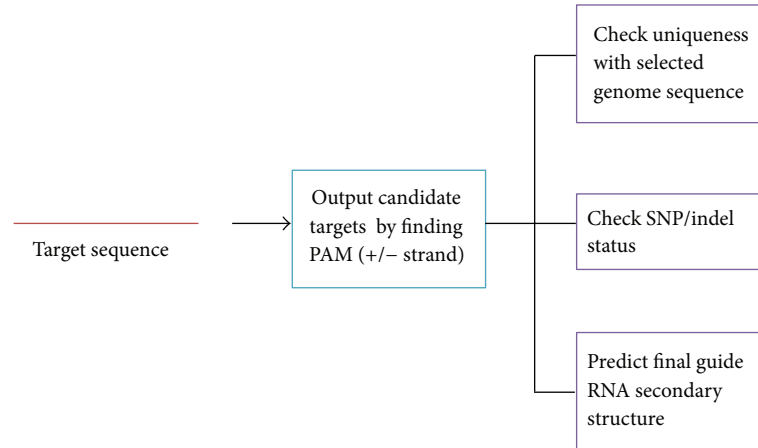 Target sequence
Output candidate
targets by finding
PAM (+/− strand)
Check uniqueness
with selected
genome sequence
Check SNP/indel
status
Predict final guide
RNA secondary
structure